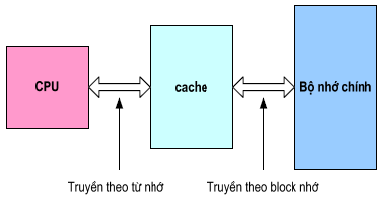 CPU
cache
Bộ nhớ chính
Truyền theo từ nhớ
Truyền theo block nhớ